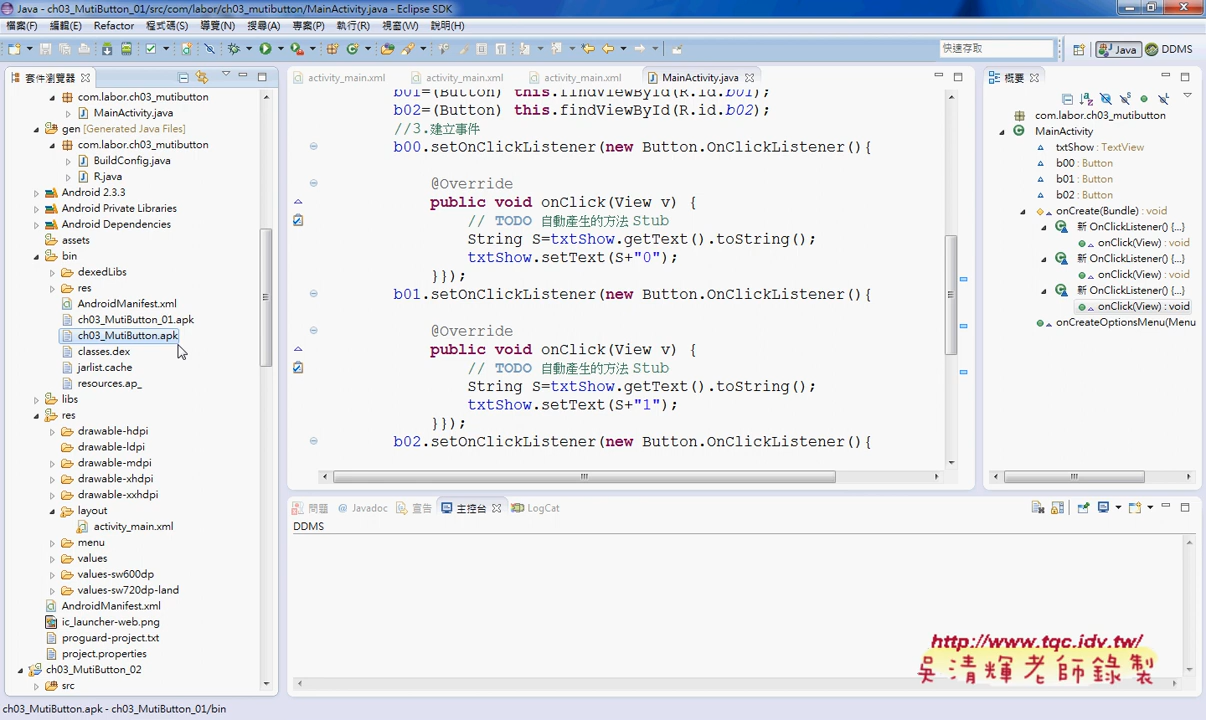 Java - ch03_MutiButton_01/src/com/labor/ch03_mutibutton/MainActivity.java - Eclipse SDK
檔案(F) 編輯(E) Refactor 程式碼(S) 導覽(N) 搜尋(A) 專案(P) 執行(R) 視窗(W) 說明(H)
快速存取 Java DDMS
套件瀏覽器
com.labor.ch03_mutibutton
MainActivity.java
gen [Generated Java Files]
com.labor.ch03_mutibutton
BuildConfig.java
R.java
Android 2.3.3
Android Private Libraries
Android Dependencies
assets
bin
dexedLibs
res
AndroidManifest.xml
ch03_MutiButton_01.apk
ch03_MutiButton.apk
classes.dex
jarlist.cache
resources.ap_
libs
res
drawable-hdpi
drawable-ldpi
drawable-mdpi
drawable-xhdpi
drawable-xxhdpi
layout
activity_main.xml
menu
values
values-sw600dp
values-sw720dp-land
AndroidManifest.xml
ic_launcher-web.png
proguard-project.txt
project.properties
ch03_MutiButton_02
src
activity_main.xml activity_main.xml activity_main.xml MainActivity.java
b01=(Button) this.findViewById(R.id.b01);
b02=(Button) this.findViewById(R.id.b02);
//3.建立事件
b00.setOnClickListener(new Button.OnClickListener(){
@Override
public void onClick(View v) {
// TODO 自動產生的方法 Stub
String S=txtShow.getText().toString();
txtShow.setText(S+"0");
}});
b01.setOnClickListener(new Button.OnClickListener(){
@Override
public void onClick(View v) {
// TODO 自動產生的方法 Stub
String S=txtShow.getText().toString();
txtShow.setText(S+"1");
}});
b02.setOnClickListener(new Button.OnClickListener(){
概要
com.labor.ch03_mutibutton
MainActivity
txtShow : TextView
b00 : Button
b01 : Button
b02 : Button
onCreate(Bundle) : void
新 OnClickListener() {...}
onClick(View) : void
新 OnClickListener() {...}
onClick(View) : void
新 OnClickListener() {...}
onClick(View) : void
onCreateOptionsMenu(Menu
問題 @ Javadoc 宣告 主控台 LogCat
DDMS
http://www.tqc.idv.tw/
吳清輝老師錄製
ch03_MutiButton.apk - ch03_MutiButton_01/bin